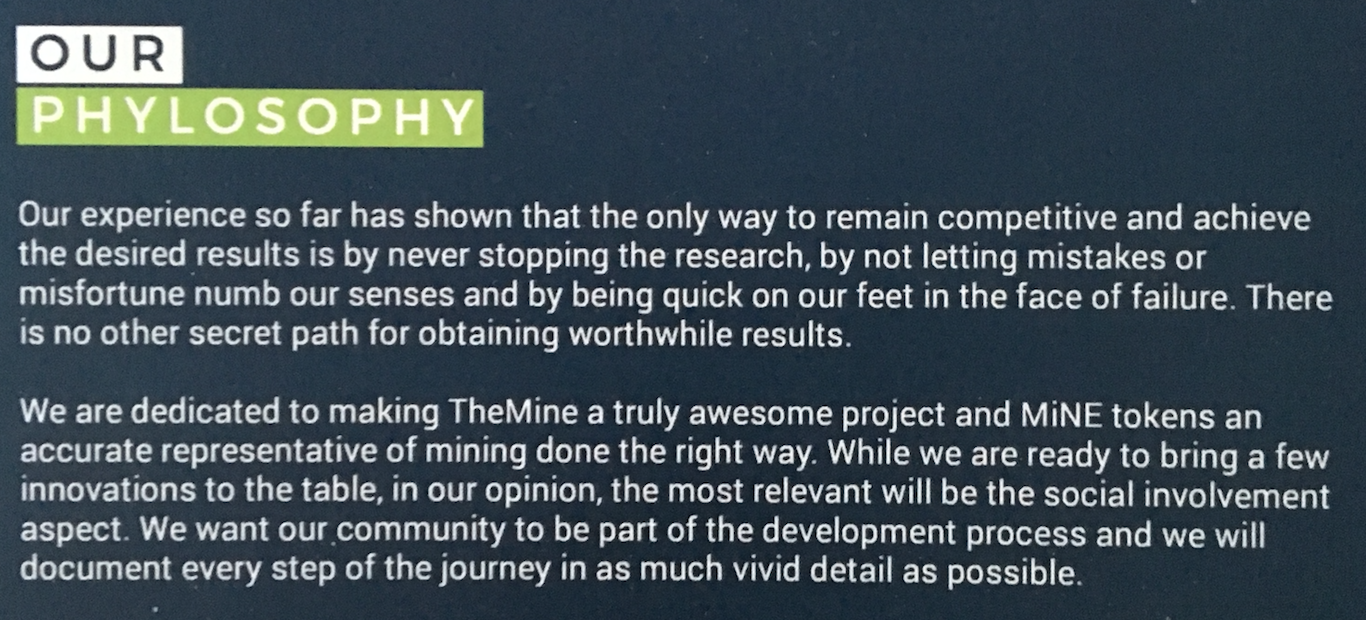 OUR
PHYLOSOPHY
Our experience so far has shown that the only way to remain competitive and achieve
the desired results is by never stopping the research, by not letting mistakes or
misfortune numb our senses and by being quick on our feet in the face of failure. There
is no other secret path for obtaining worthwhile results.
We are dedicated to making TheMine a truly awesome project and MiNE tokens an
accurate representative of mining done the right way. While we are ready to bring a few
innovations to the table, in our opinion, the most relevant will be the social involvement
aspect. We want our community to be part of the development process and we will
document every step of the journey in as much vivid detail as possible.